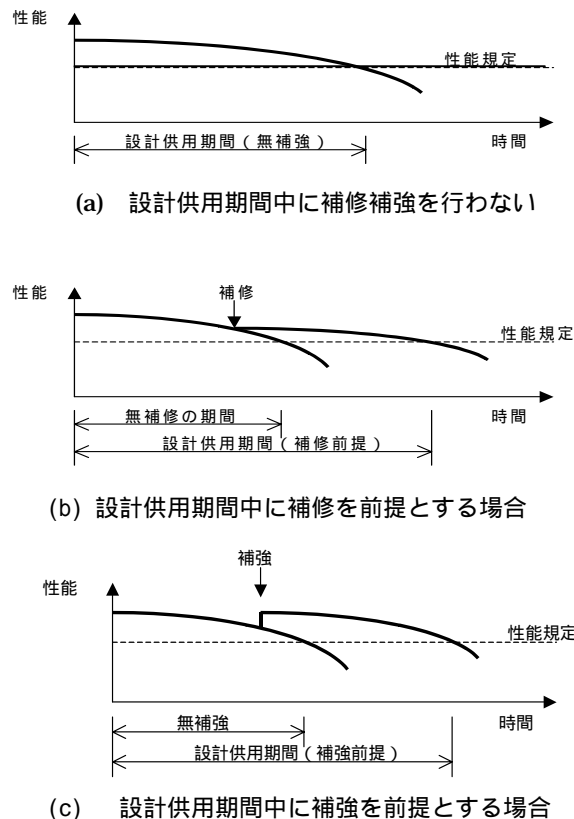 性能
性能規定
設計供用期間(無補強)
時間
(a) 設計供用期間中に補修補強を行わない
性能
補修
性能規定
無補修の期間
時間
設計供用期間(補修前提)
(b) 設計供用期間中に補修を前提とする場合
補強
性能
性能規定
無補強
時間
設計供用期間(補強前提)
(c) 設計供用期間中に補強を前提とする場合